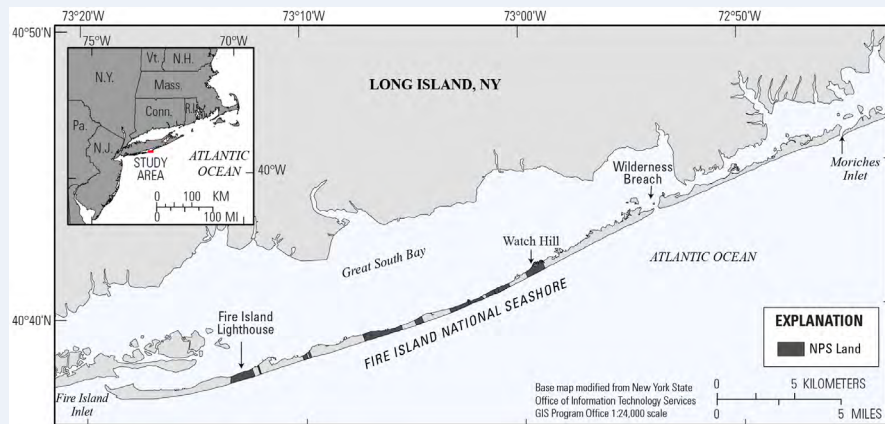 73°20'W
73°10'W
73°00'W
72°50'W
40°50'N
75°W
70°W
Vt.
N.H.
N.Y.
Mass.
Conn.
R.I.
Pa.
N.J.
STUDY
AREA
ATLANTIC
OCEAN
40°W
0 100 KM
0 100 MI
LONG ISLAND, NY
Wilderness
Breach
Moriches
Inlet
Watch Hill
Great South Bay
ATLANTIC OCEAN
FIRE ISLAND NATIONAL SEASHORE
40°40'N
Fire Island
Lighthouse
Fire Island
Inlet
EXPLANATION
NPS Land
Base map modified from New York State
Office of Information Technology Services
GIS Program Office 1:24,000 scale
0 5 KILOMETERS
0 5 MILES